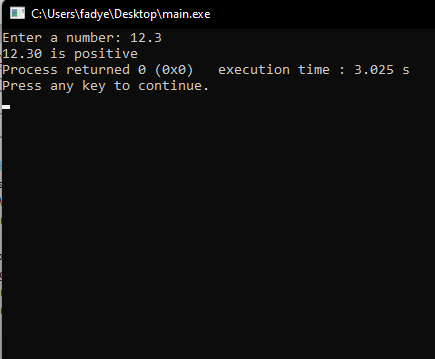 C:\Users\fadye\Desktop\main.exe
Enter a number: 12.3
12.30 is positive
Process returned 0 (0x0)   execution time : 3.025 s
Press any key to continue.